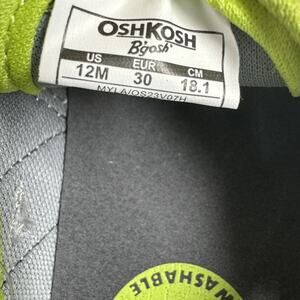 OSHKOSH
B'gosh®
US EUR CM
12M 30 18.1
MYLA/OS23V07H
WASHABLE